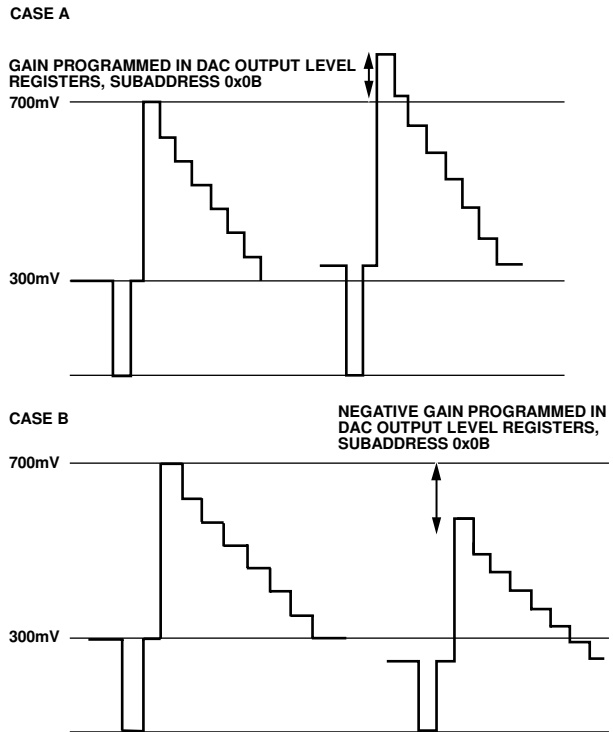 CASE A
GAIN PROGRAMMED IN DAC OUTPUT LEVEL
REGISTERS, SUBADDRESS 0x0B
700mV
300mV
CASE B
NEGATIVE GAIN PROGRAMMED IN
DAC OUTPUT LEVEL REGISTERS,
SUBADDRESS 0x0B
700mV
300mV